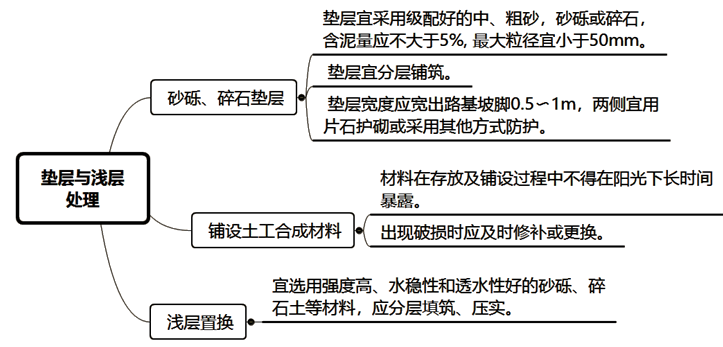 垫层宜采用级配好的中、粗砂，砂砾或碎石，
含泥量应不大于5%, 最大粒径宜小于50mm。
垫层宜分层铺筑。
砂砾、碎石垫层
垫层宽度应宽出路基坡脚0.5～1m，两侧宜用
片石护砌或采用其他方式防护。
垫层与浅层
处理
材料在存放及铺设过程中不得在阳光下长时间
暴露。
铺设土工合成材料
出现破损时应及时修补或更换。
宜选用强度高、水稳性和透水性好的砂砾、碎
石土等材料，应分层填筑、压实。
浅层置换